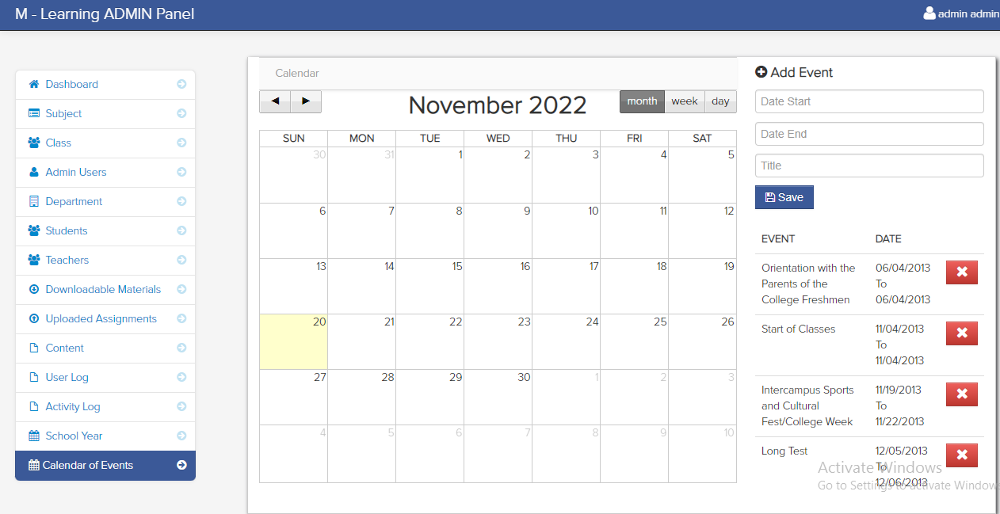 M - Learning ADMIN Panel
admin admin
Dashboard
Subject
Class
Admin Users
Department
Students
Teachers
Downloadable Materials
Uploaded Assignments
Content
User Log
Activity Log
School Year
Calendar of Events
Calendar
November 2022
month week day
SUN MON TUE WED THU FRI SAT
30 31 1 2 3 4 5
6 7 8 9 10 11 12
13 14 15 16 17 18 19
20 21 22 23 24 25 26
27 28 29 30 1 2 3
4 5 6 7 8 9 10
Add Event
Date Start
Date End
Title
Save
EVENT DATE
Orientation with the 06/04/2013
Parents of the To
College Freshmen 06/04/2013
Start of Classes 11/04/2013
To
11/04/2013
Intercampus Sports 11/19/2013
and Cultural To
Fest/College Week 11/22/2013
Long Test 12/05/2013
To
12/06/2013
Activate Windows
Go to Settings to activate Window